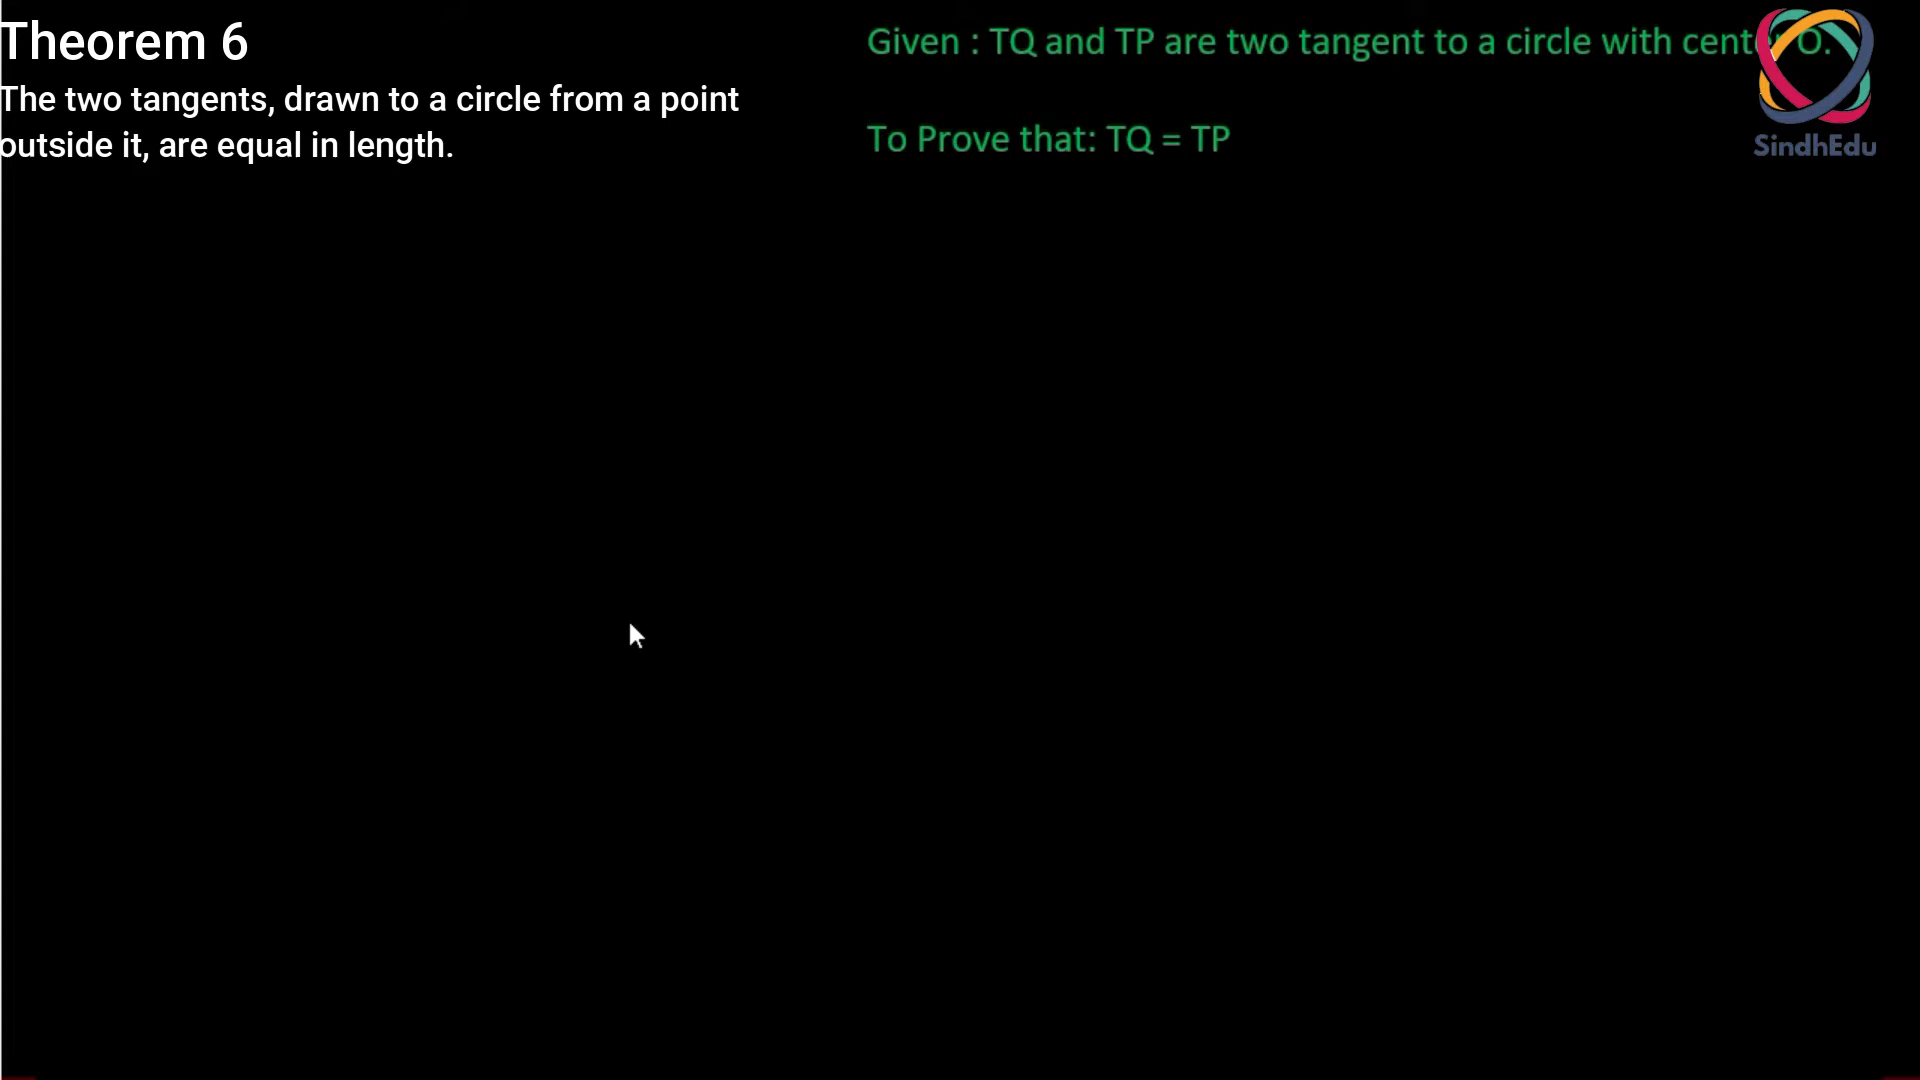 Theorem 6
The two tangents, drawn to a circle from a point
outside it, are equal in length.
Given : TQ and TP are two tangent to a circle with center O.
To Prove that: TQ = TP
SindhEdu